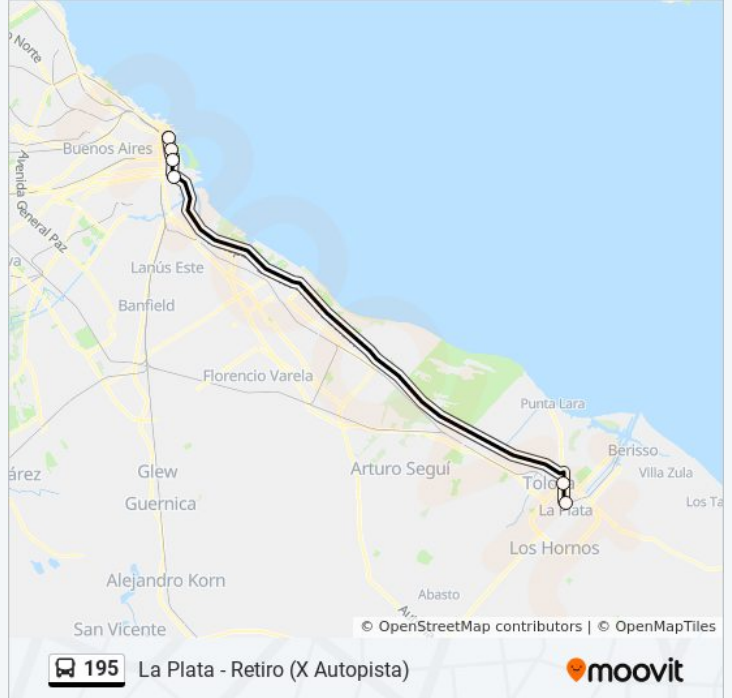 o Norte
Buenos Aires
Avenida General Paz
va
Lanús Este
Banfield
Florencio Varela
Punta Lara
Berisso
Villa Zula
árez
Glew
Arturo Seguí
Tolosa
Los Ta
Guernica
La Plata
Los Hornos
Alejandro Korn
Abasto
San Vicente
© OpenStreetMap contributors | © OpenMapTiles
195 La Plata - Retiro (X Autopista)
moovit